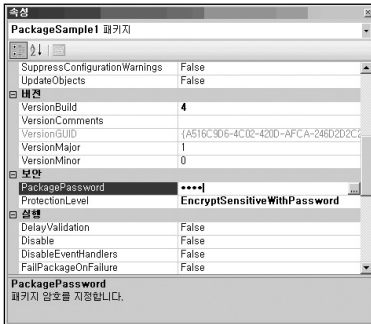 속성
PackageSample1 패키지
SuppressConfigurationWarnings False
UpdateObjects False
버전
VersionBuild 4
VersionComments
VersionGUID {A516C9D6-4C02-420D-AFCA-246D2D2C2
VersionMajor 1
VersionMinor 0
보안
PackagePassword ••••
ProtectionLevel EncryptSensitiveWithPassword
실행
DelayValidation False
Disable False
DisableEventHandlers False
FailPackageOnFailure False
PackagePassword
패키지 암호를 지정합니다.